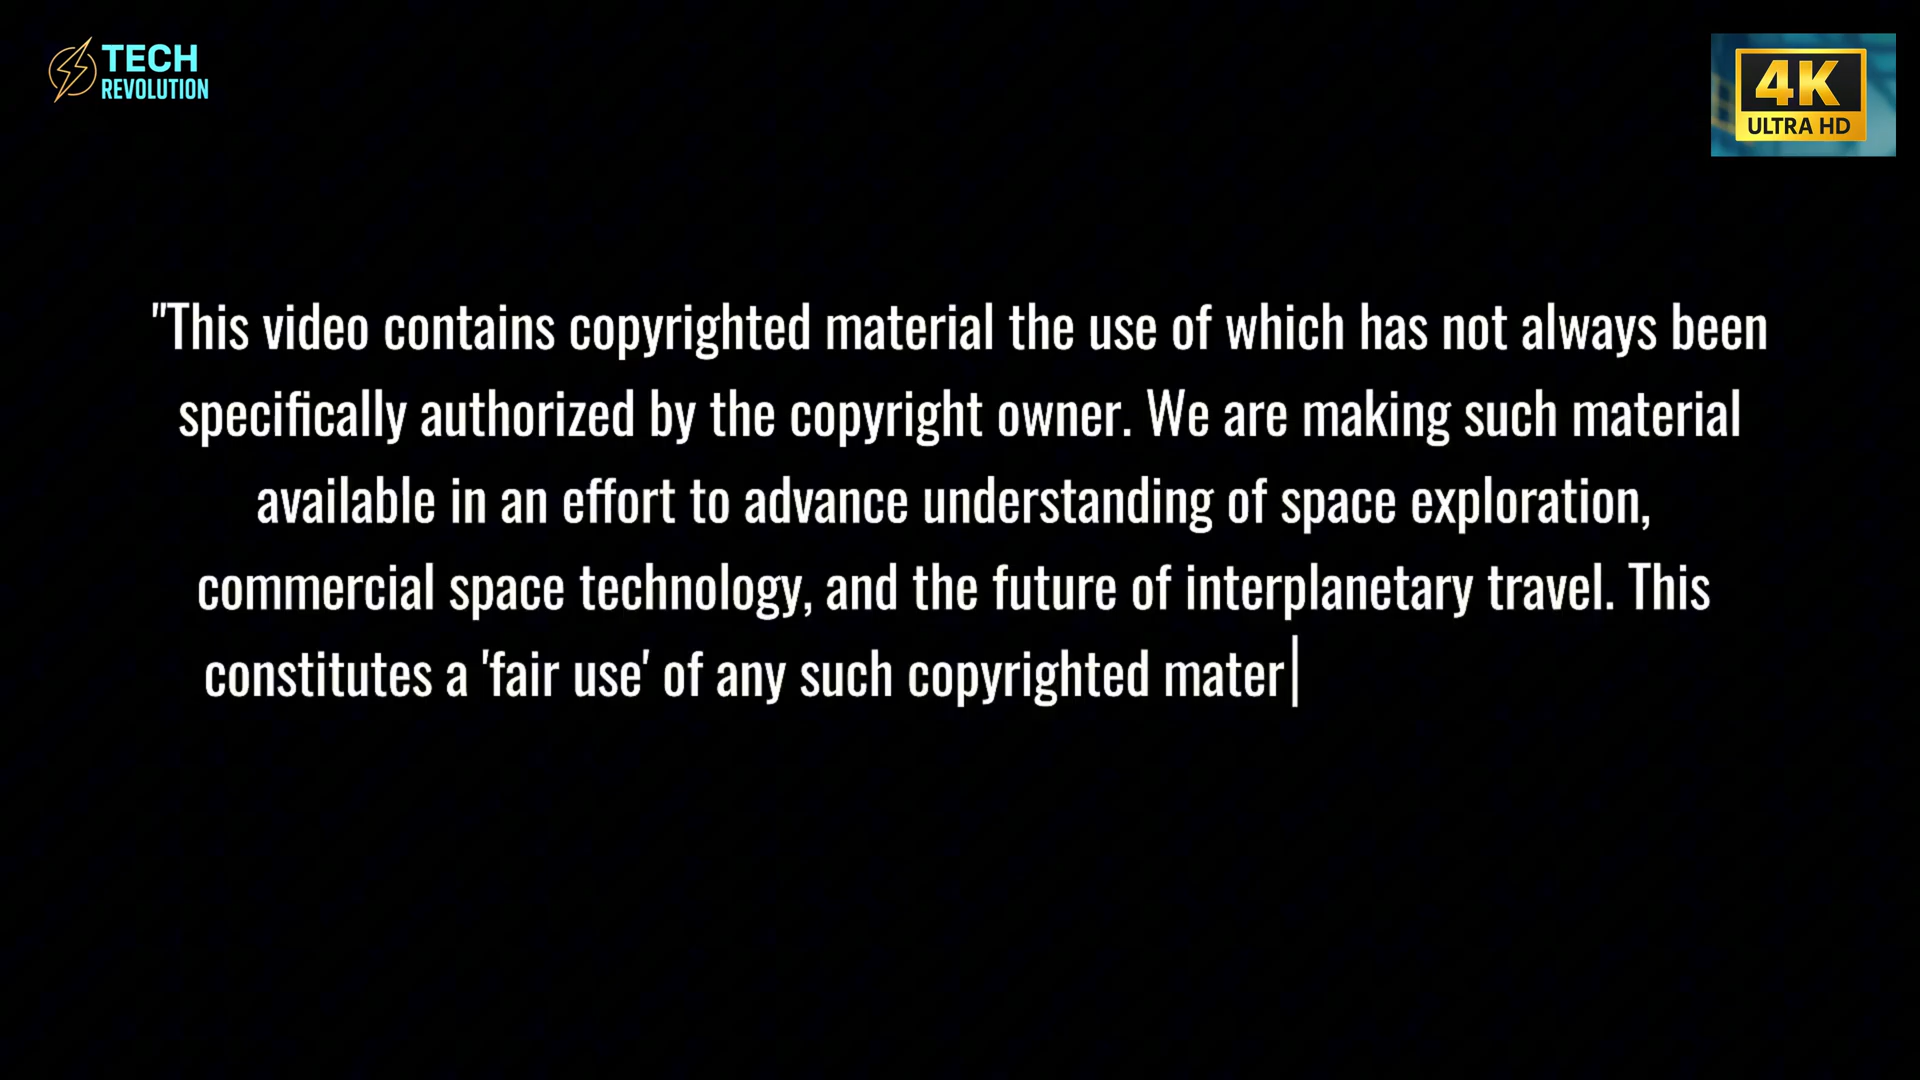 TECH
REVOLUTION
4K
ULTRA HD
"This video contains copyrighted material the use of which has not always been
specifically authorized by the copyright owner. We are making such material
available in an effort to advance understanding of space exploration,
commercial space technology, and the future of interplanetary travel. This
constitutes a 'fair use' of any such copyrighted mater